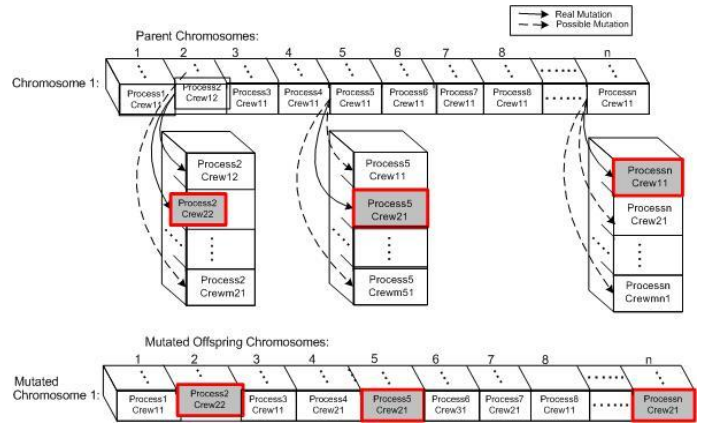 Real Mutation
Possible Mutation
Parent Chromosomes:
1 2 3 4 5 6 7 8 n
Chromosome 1:
Process1 Crew11
Process2 Crew12
Process3 Crew11
Process4 Crew11
Process5 Crew11
Process6 Crew11
Process7 Crew11
Process8 Crew11
Processn Crew11
Process2
Crew12
Process2
Crew22
Process2
Crewm21
Process5
Crew11
Process5
Crew21
Process5
Crewm51
Processn
Crew11
Processn
Crew21
Processn
Crewmn1
Mutated Offspring Chromosomes:
1 2 3 4 5 6 7 8 n
Mutated
Chromosome 1:
Process1 Crew11
Process2 Crew22
Process3 Crew11
Process4 Crew21
Process5 Crew21
Process6 Crew31
Process7 Crew21
Process8 Crew11
Processn Crew21